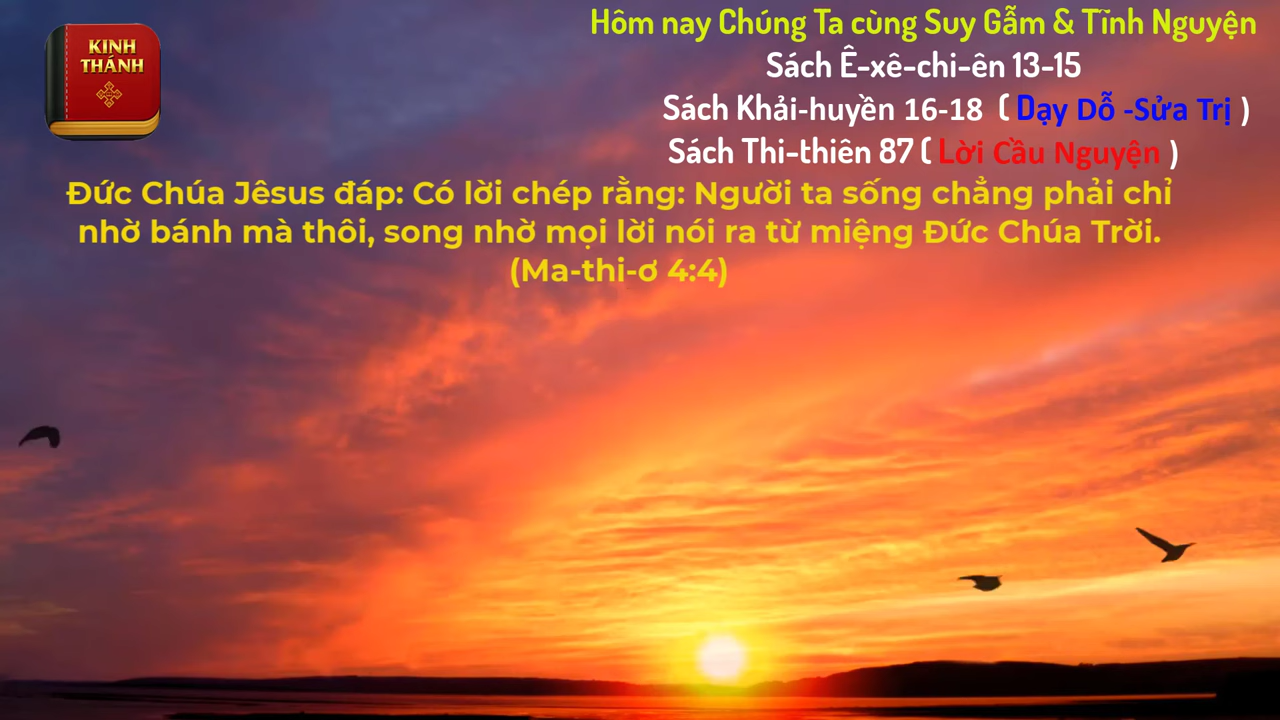 KINH
THÁNH
Hôm nay Chúng Ta cùng Suy Gẫm & Tĩnh Nguyện
Sách Ê-xê-chi-ên 13-15
Sách Khải-huyền 16-18 ( Dạy Dỗ -Sửa Trị )
Sách Thi-thiên 87 ( Lời Cầu Nguyện )
Đức Chúa Jêsus đáp: Có lời chép rằng: Người ta sống chẳng phải chỉ
nhờ bánh mà thôi, song nhờ mọi lời nói ra từ miệng Đức Chúa Trời.
(Ma-thi-ơ 4:4)